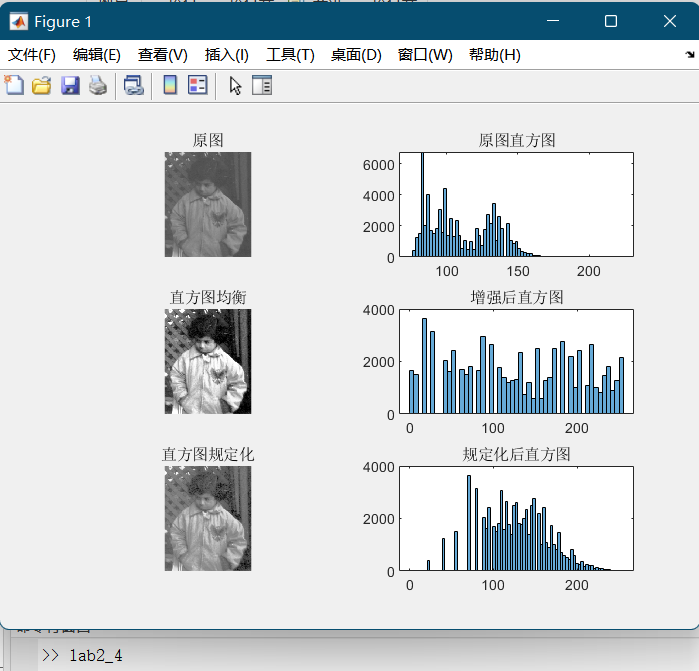 Figure 1
文件(F) 编辑(E) 查看(V) 插入(I) 工具(T) 桌面(D) 窗口(W) 帮助(H)
原图 原图直方图
6000
4000
2000
0
100 150 200
直方图均衡 增强后直方图
4000
2000
0
0 100 200
直方图规定化 规定化后直方图
4000
2000
0
0 100 200
>> lab2_4